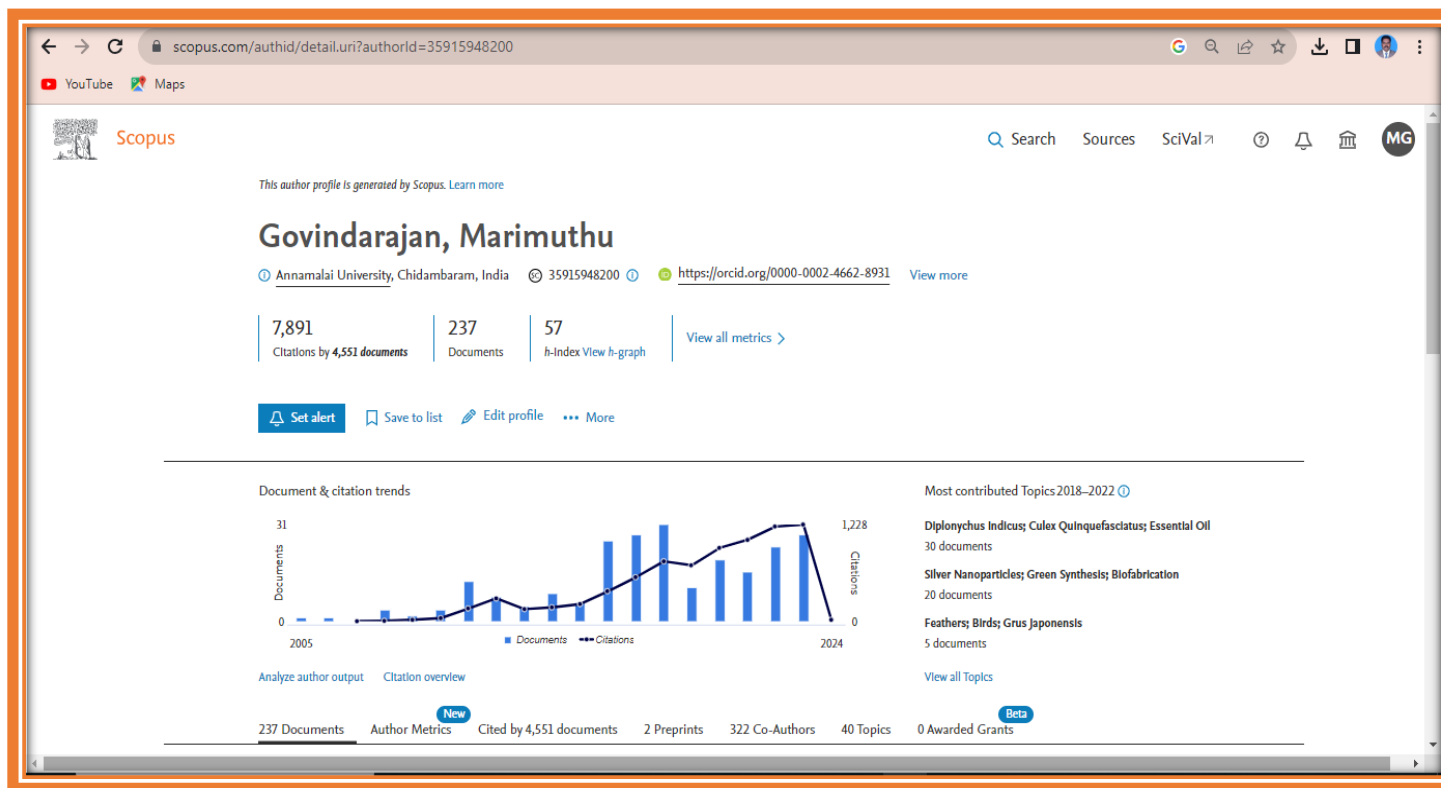 scopus.com/authid/detail.uri?authorId=35915948200
YouTube Maps
Scopus
Search Sources SciVal MG
This author profile is generated by Scopus. Learn more
Govindarajan, Marimuthu
Annamalai University, Chidambaram, India SC 35915948200 iD https://orcid.org/0000-0002-4662-8931 View more
7,891 237 57
Citations by 4,551 documents Documents h-Index View h-graph
View all metrics
Set alert Save to list Edit profile More
Document & citation trends
31 1,228
Documents
Citations
0 0
2005 2024
Documents Citations
Analyze author output Citation overview
Most contributed Topics 2018–2022
Diplonychus Indicus; Culex Quinquefasciatus; Essential Oil
30 documents
Silver Nanoparticles; Green Synthesis; Biofabrication
20 documents
Feathers; Birds; Grus Japonensis
5 documents
View all Topics
New Beta
237 Documents Author Metrics Cited by 4,551 documents 2 Preprints 322 Co-Authors 40 Topics 0 Awarded Grants